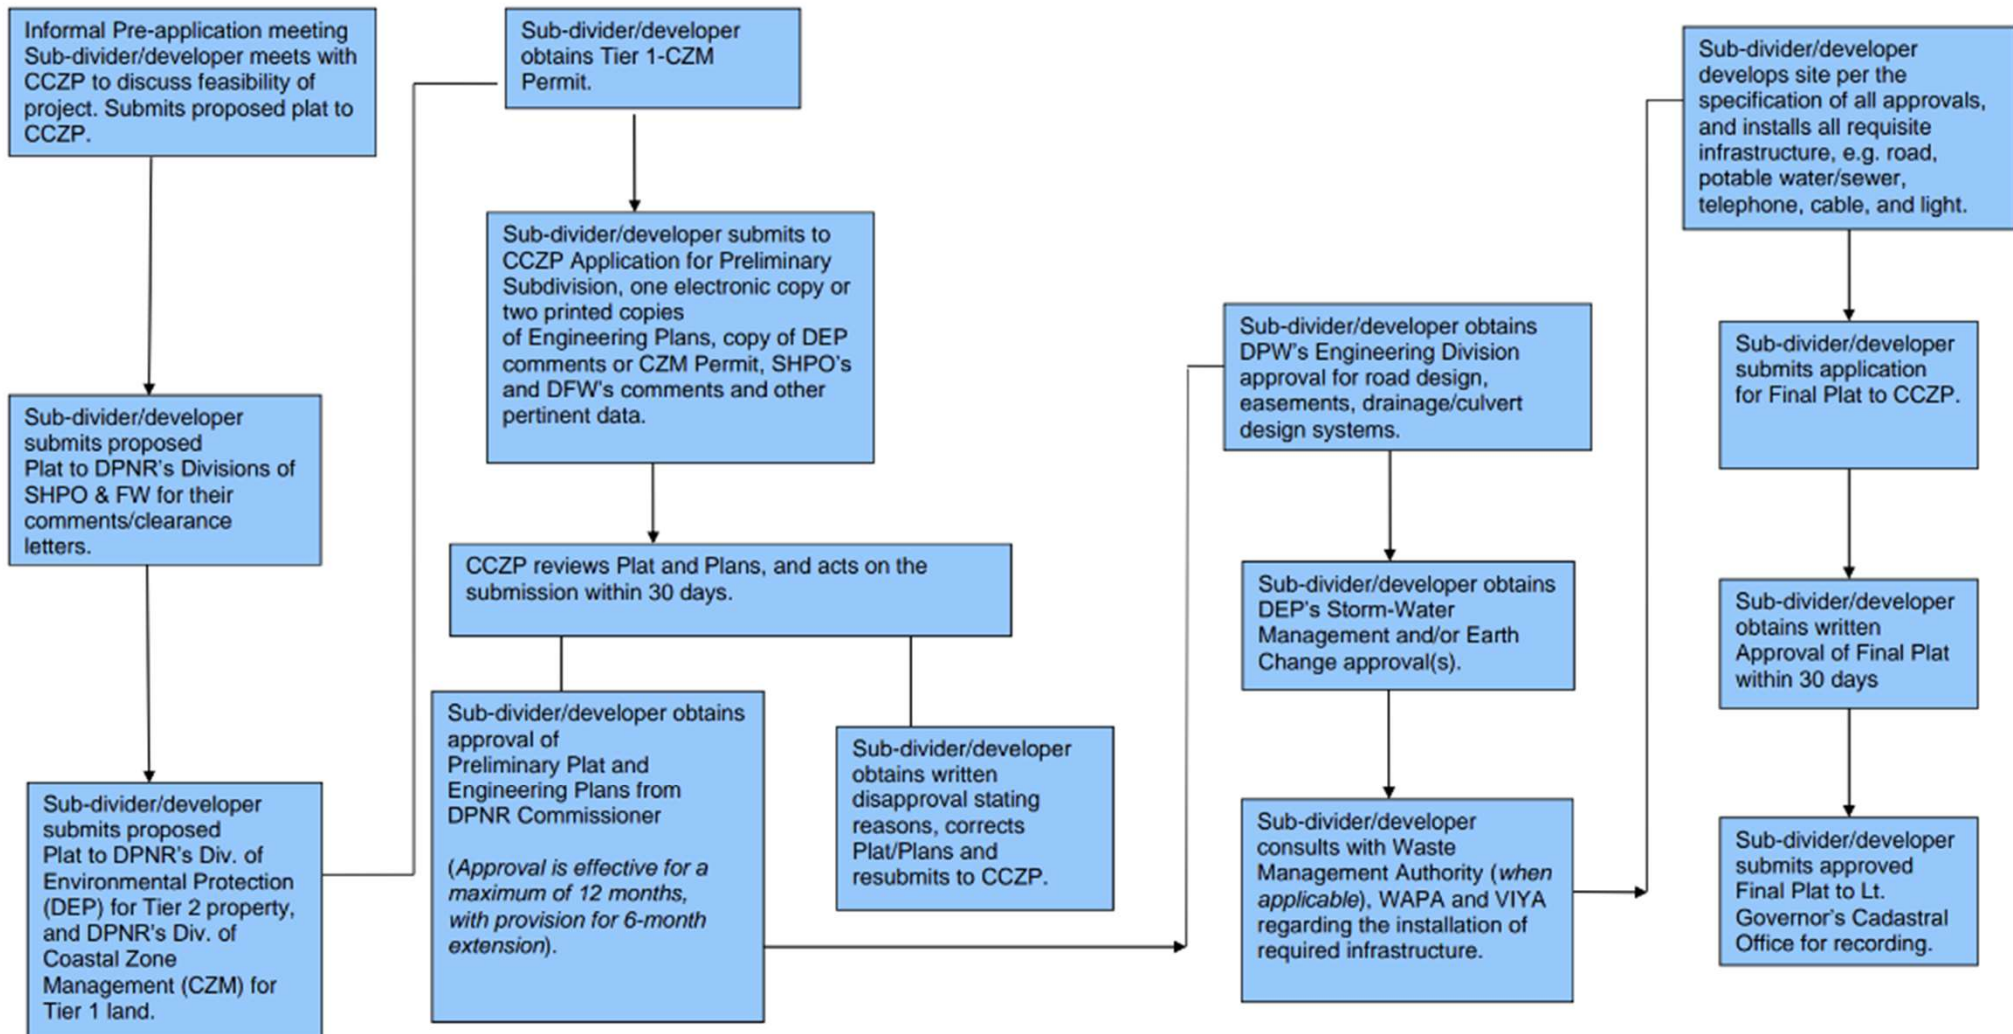 Informal Pre-application meeting
Sub-divider/developer meets with
CCZP to discuss feasibility of
project. Submits proposed plat to
CCZP.
Sub-divider/developer
submits proposed
Plat to DPNR's Divisions of
SHPO & FW for their
comments/clearance
letters.
Sub-divider/developer
submits proposed
Plat to DPNR's Div. of
Environmental Protection
(DEP) for Tier 2 property,
and DPNR's Div. of
Coastal Zone
Management (CZM) for
Tier 1 land.
Sub-divider/developer
obtains Tier 1-CZM
Permit.
Sub-divider/developer submits to
CCZP Application for Preliminary
Subdivision, one electronic copy or
two printed copies
of Engineering Plans, copy of DEP
comments or CZM Permit, SHPO's
and DFW's comments and other
pertinent data.
CCZP reviews Plat and Plans, and acts on the
submission within 30 days.
Sub-divider/developer obtains
approval of
Preliminary Plat and
Engineering Plans from
DPNR Commissioner
(Approval is effective for a
maximum of 12 months,
with provision for 6-month
extension).
Sub-divider/developer
obtains written
disapproval stating
reasons, corrects
Plat/Plans and
resubmits to CCZP.
Sub-divider/developer obtains
DPW's Engineering Division
approval for road design,
easements, drainage/culvert
design systems.
Sub-divider/developer obtains
DEP's Storm-Water
Management and/or Earth
Change approval(s).
Sub-divider/developer
consults with Waste
Management Authority (when
applicable), WAPA and VIYA
regarding the installation of
required infrastructure.
Sub-divider/developer
develops site per the
specification of all approvals,
and installs all requisite
infrastructure, e.g. road,
potable water/sewer,
telephone, cable, and light.
Sub-divider/developer
submits application
for Final Plat to CCZP.
Sub-divider/developer
obtains written
Approval of Final Plat
within 30 days
Sub-divider/developer
submits approved
Final Plat to Lt.
Governor's Cadastral
Office for recording.